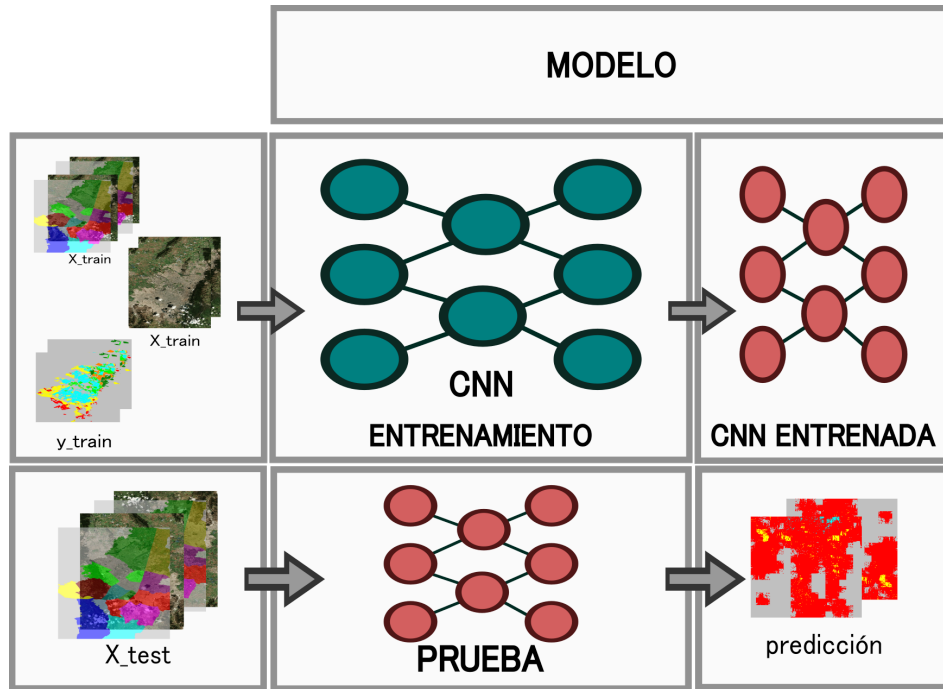 MODELO
X_train
X_train
y_train
CNN
ENTRENAMIENTO
CNN ENTRENADA
X_test
PRUEBA
predicción